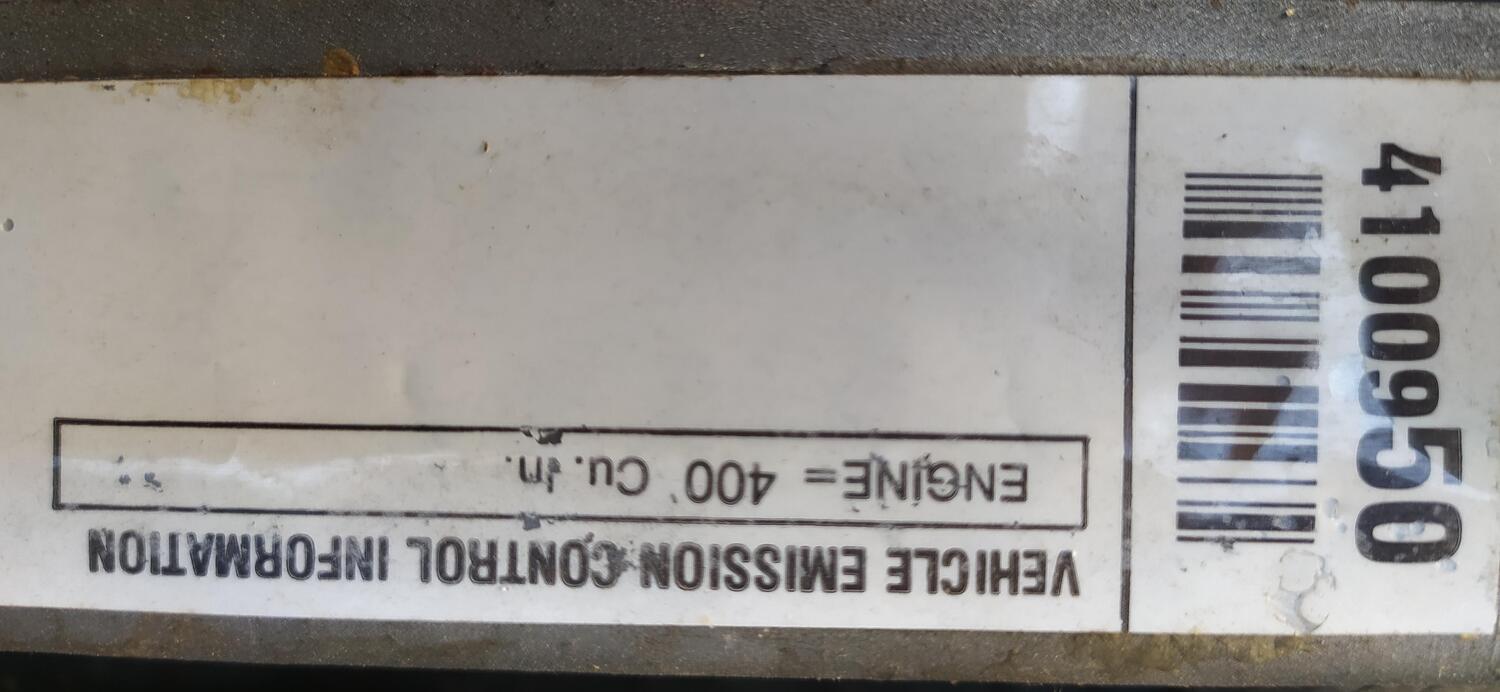 VEHICLE EMISSION CONTROL INFORMATION
ENGINE= 400 Cu. In.
4100950